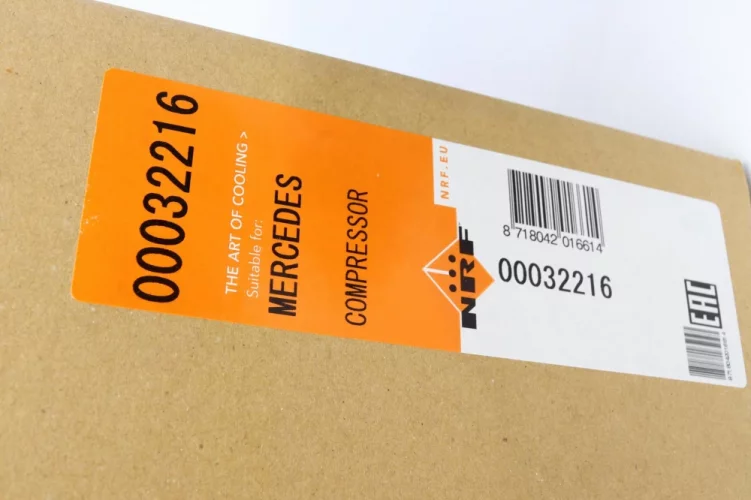 00032216
THE ART OF COOLING >
Suitable for:
MERCEDES
COMPRESSOR
NRF.EU
NRF
8 718042 016614
00032216
EAC